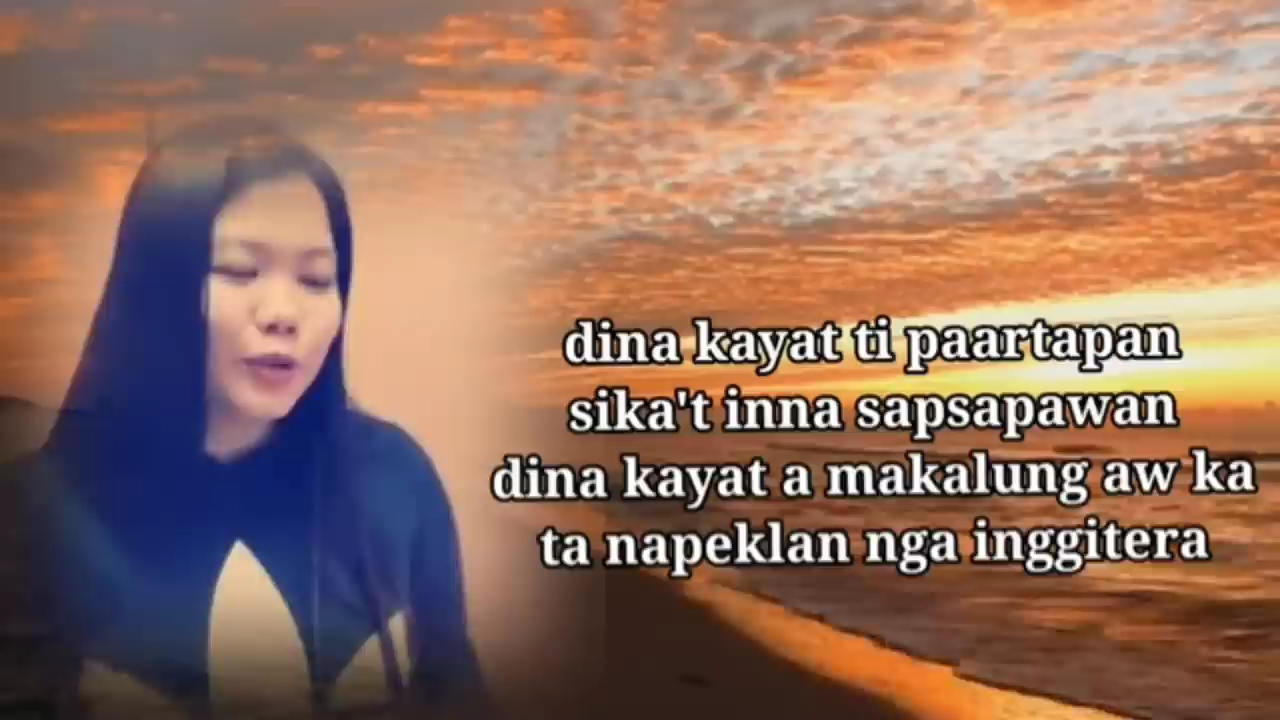 dina kayat ti paartapan
sika't inna sapsapawan
dina kayat a makalung aw ka
ta napeklan nga inggitera